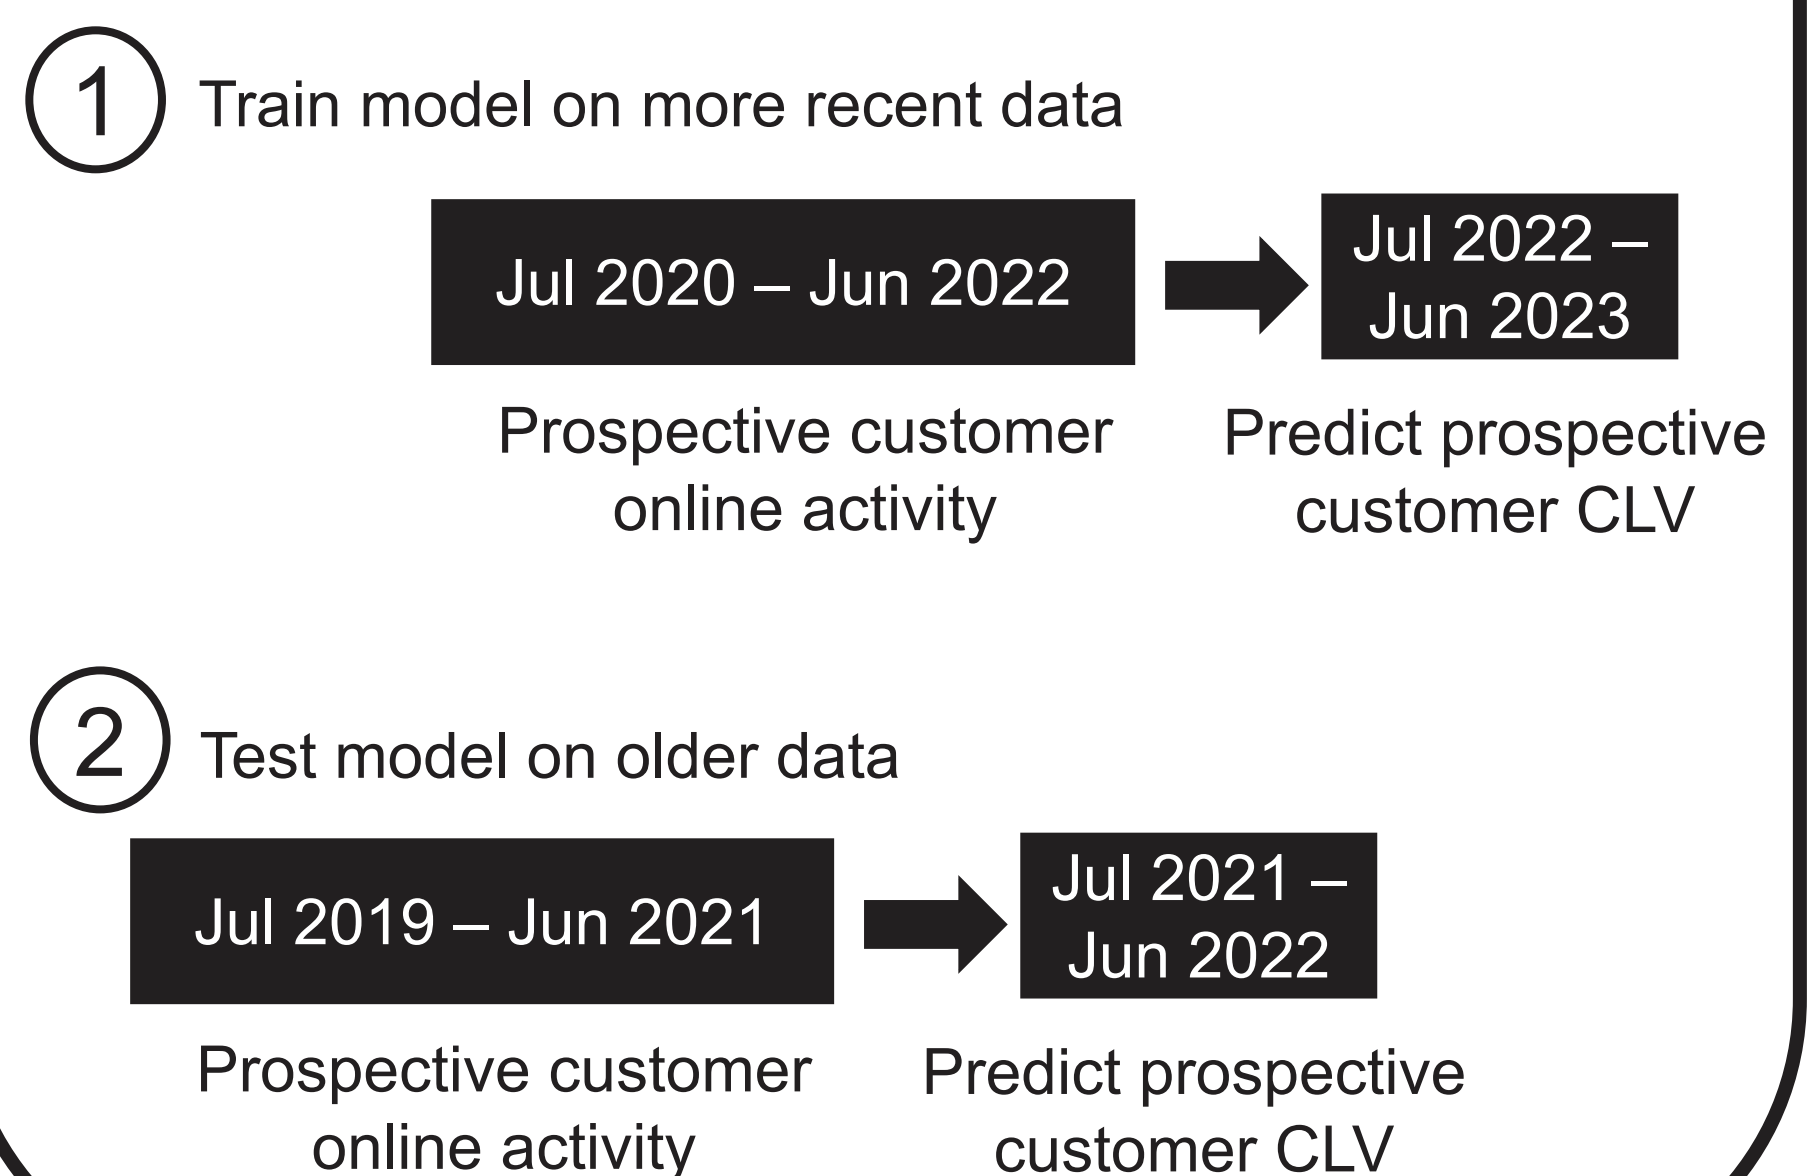 1
Train model on more recent data
Jul 2020 – Jun 2022
Jul 2022 –
Jun 2023
Prospective customer
online activity
Predict prospective
customer CLV
2
Test model on older data
Jul 2019 – Jun 2021
Jul 2021 –
Jun 2022
Prospective customer
online activity
Predict prospective
customer CLV